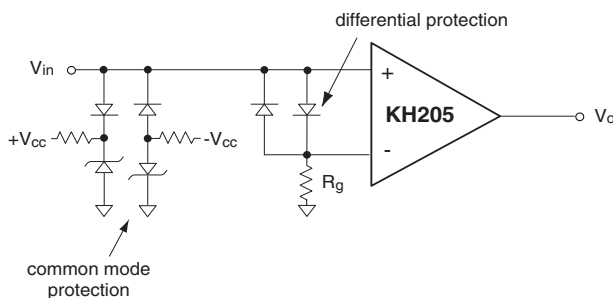 differential protection
Vin
+
KH205
Vo
+Vcc
-Vcc
-
Rg
common mode
protection